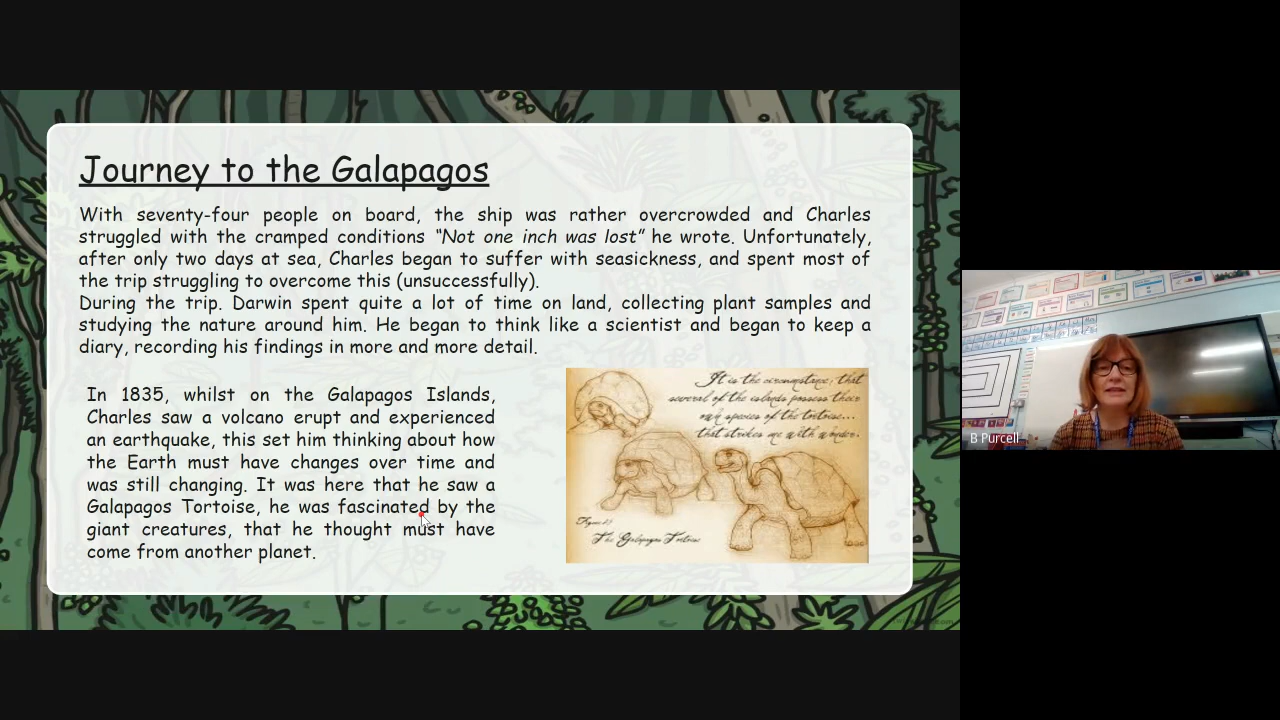 Journey to the Galapagos
With seventy-four people on board, the ship was rather overcrowded and Charles
struggled with the cramped conditions “Not one inch was lost” he wrote. Unfortunately,
after only two days at sea, Charles began to suffer with seasickness, and spent most of
the trip struggling to overcome this (unsuccessfully).
During the trip. Darwin spent quite a lot of time on land, collecting plant samples and
studying the nature around him. He began to think like a scientist and began to keep a
diary, recording his findings in more and more detail.
In 1835, whilst on the Galapagos Islands,
Charles saw a volcano erupt and experienced
an earthquake, this set him thinking about how
the Earth must have changes over time and
was still changing. It was here that he saw a
Galapagos Tortoise, he was fascinated by the
giant creatures, that he thought must have
come from another planet.
It is the circumstance, that
several of the islands possess their
own species of the tortoise...
that strikes me with wonder.
The Galapagos Tortoise
B Purcell